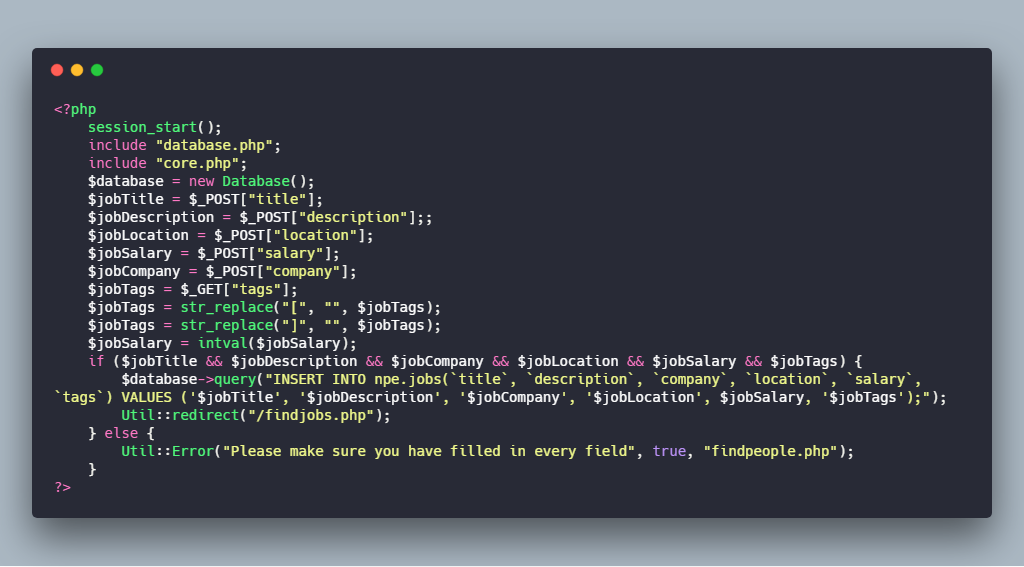 <?php
    session_start();
    include "database.php";
    include "core.php";
    $database = new Database();
    $jobTitle = $_POST["title"];
    $jobDescription = $_POST["description"];;
    $jobLocation = $_POST["location"];
    $jobSalary = $_POST["salary"];
    $jobCompany = $_POST["company"];
    $jobTags = $_GET["tags"];
    $jobTags = str_replace("[", "", $jobTags);
    $jobTags = str_replace("]", "", $jobTags);
    $jobSalary = intval($jobSalary);
    if ($jobTitle && $jobDescription && $jobCompany && $jobLocation && $jobSalary && $jobTags) {
        $database->query("INSERT INTO npe.jobs(`title`, `description`, `company`, `location`, `salary`,
`tags`) VALUES ('$jobTitle', '$jobDescription', '$jobCompany', '$jobLocation', $jobSalary, '$jobTags');");
        Util::redirect("/findjobs.php");
    } else {
        Util::Error("Please make sure you have filled in every field", true, "findpeople.php");
    }
?>